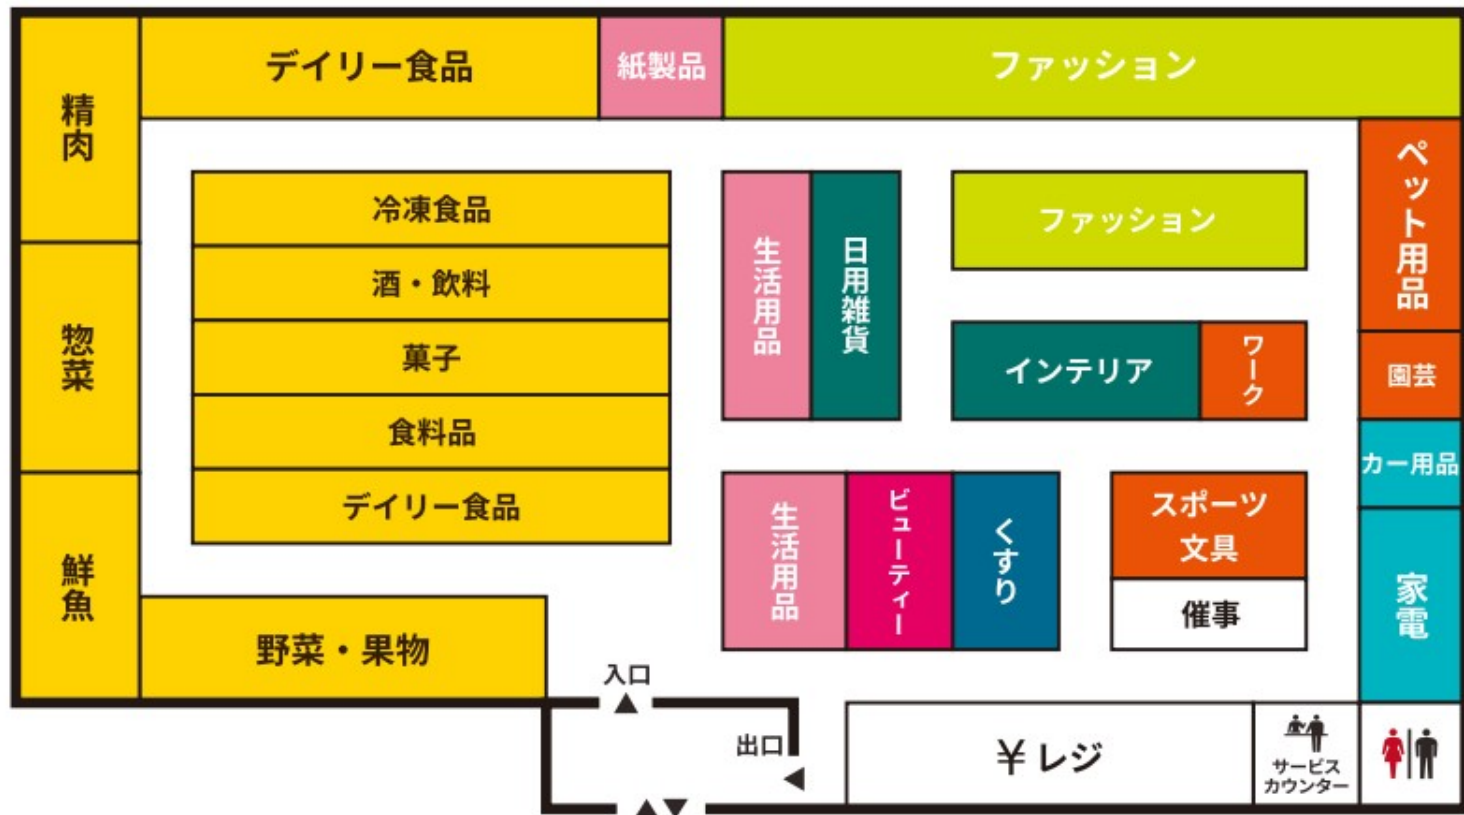 デイリー食品
紙製品
ファッション
精肉
ペット用品
冷凍食品
酒・飲料
菓子
食料品
デイリー食品
生活用品
日用雑貨
ファッション
インテリア
ワーク
園芸
惣菜
カー用品
鮮魚
生活用品
ビューティー
くすり
スポーツ
文具
催事
家電
野菜・果物
入口
出口
￥レジ
サービス
カウンター